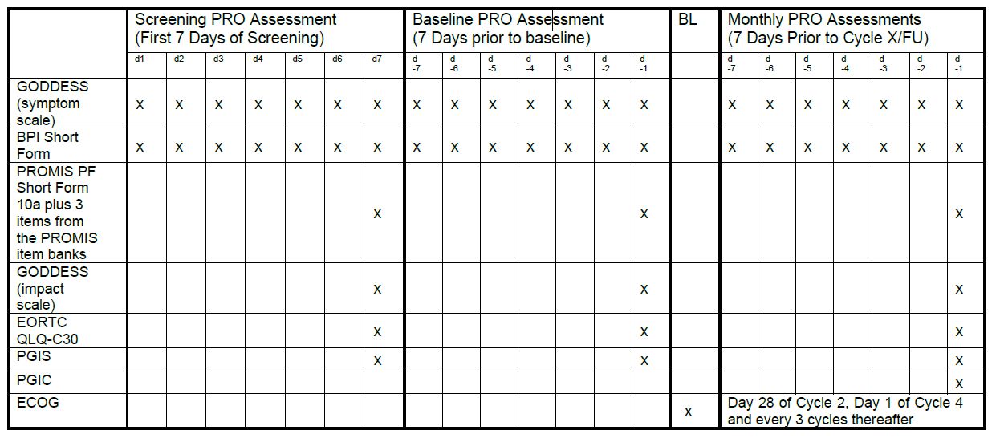 Screening PRO Assessment
(First 7 Days of Screening)
Baseline PRO Assessment
(7 Days prior to baseline)
BL
Monthly PRO Assessments
(7 Days Prior to Cycle X/FU)
d1 d2 d3 d4 d5 d6 d7 d -7 d -6 d -5 d -4 d -3 d -2 d -1 d -7 d -6 d -5 d -4 d -3 d -2 d -1
GODDESS
(symptom
scale)
X X X X X X X X X X X X X X X X X X X X X
BPI Short
Form
X X X X X X X X X X X X X X X X X X X X X
PROMIS PF
Short Form
10a plus 3
items from
the PROMIS
item banks
X X X
GODDESS
(impact
scale)
X X X
EORTC
QLQ-C30
X X X
PGIS
X X X
PGIC
X
ECOG
X
Day 28 of Cycle 2, Day 1 of Cycle 4
and every 3 cycles thereafter